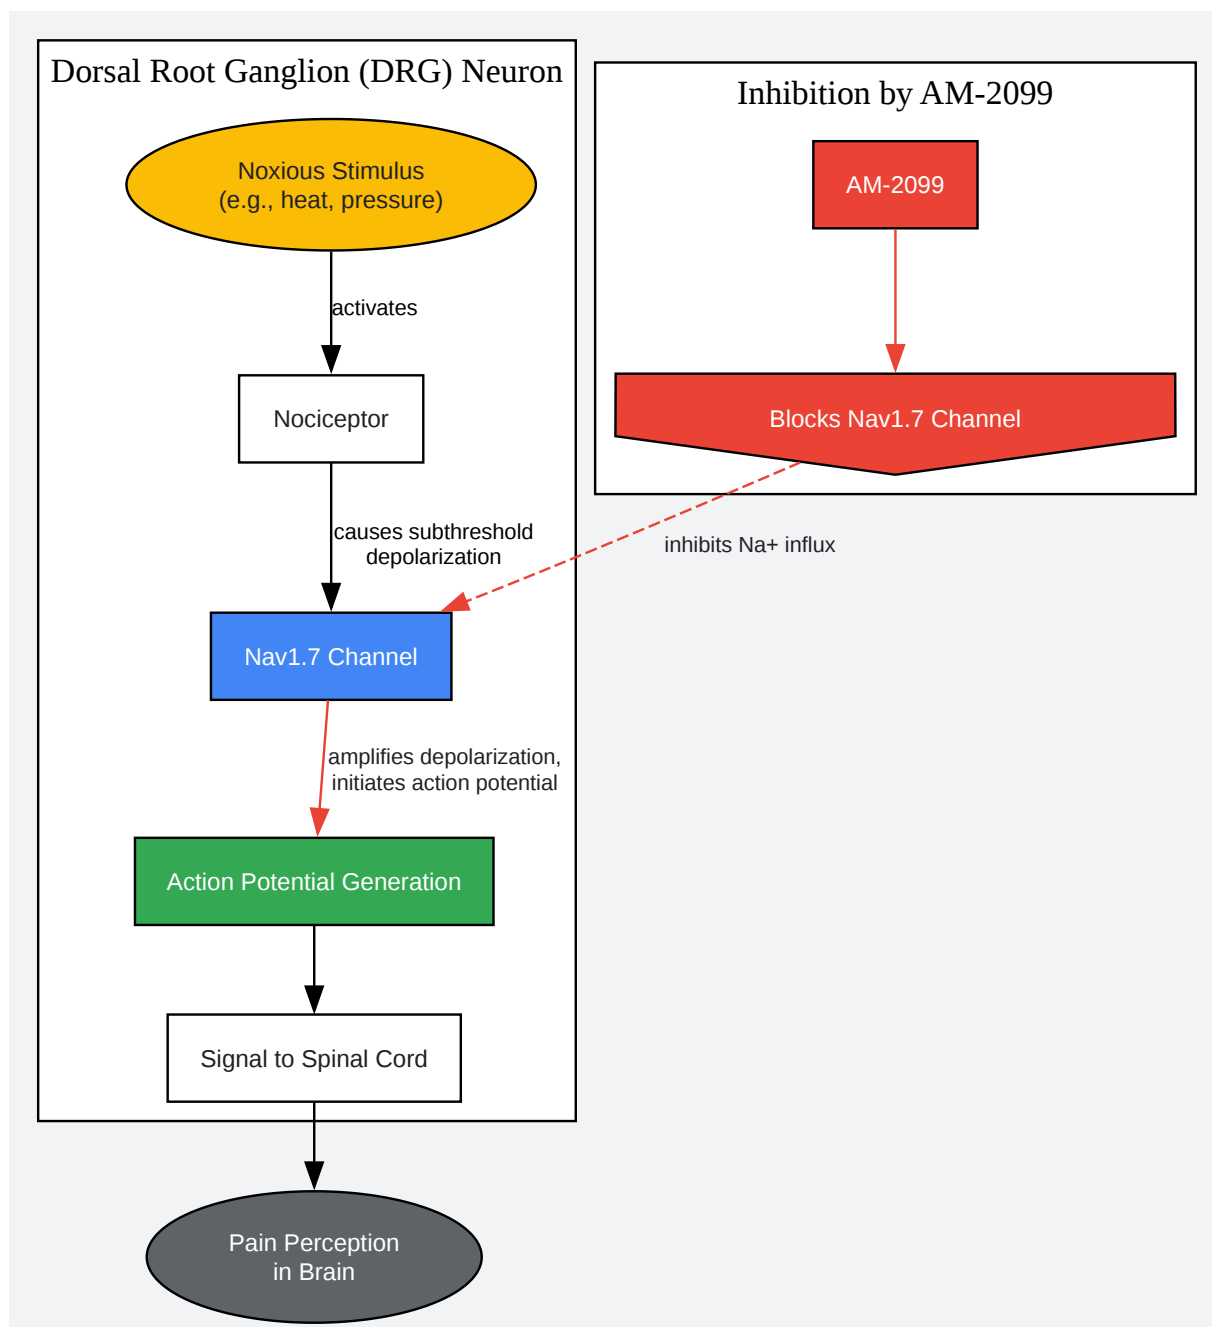 Dorsal Root Ganglion (DRG) Neuron
Noxious Stimulus
(e.g., heat, pressure)
activates
Nociceptor
causes subthreshold
depolarization
Nav1.7 Channel
amplifies depolarization,
initiates action potential
Action Potential Generation
Signal to Spinal Cord
Pain Perception
in Brain
Inhibition by AM-2099
AM-2099
Blocks Nav1.7 Channel
inhibits Na+ influx